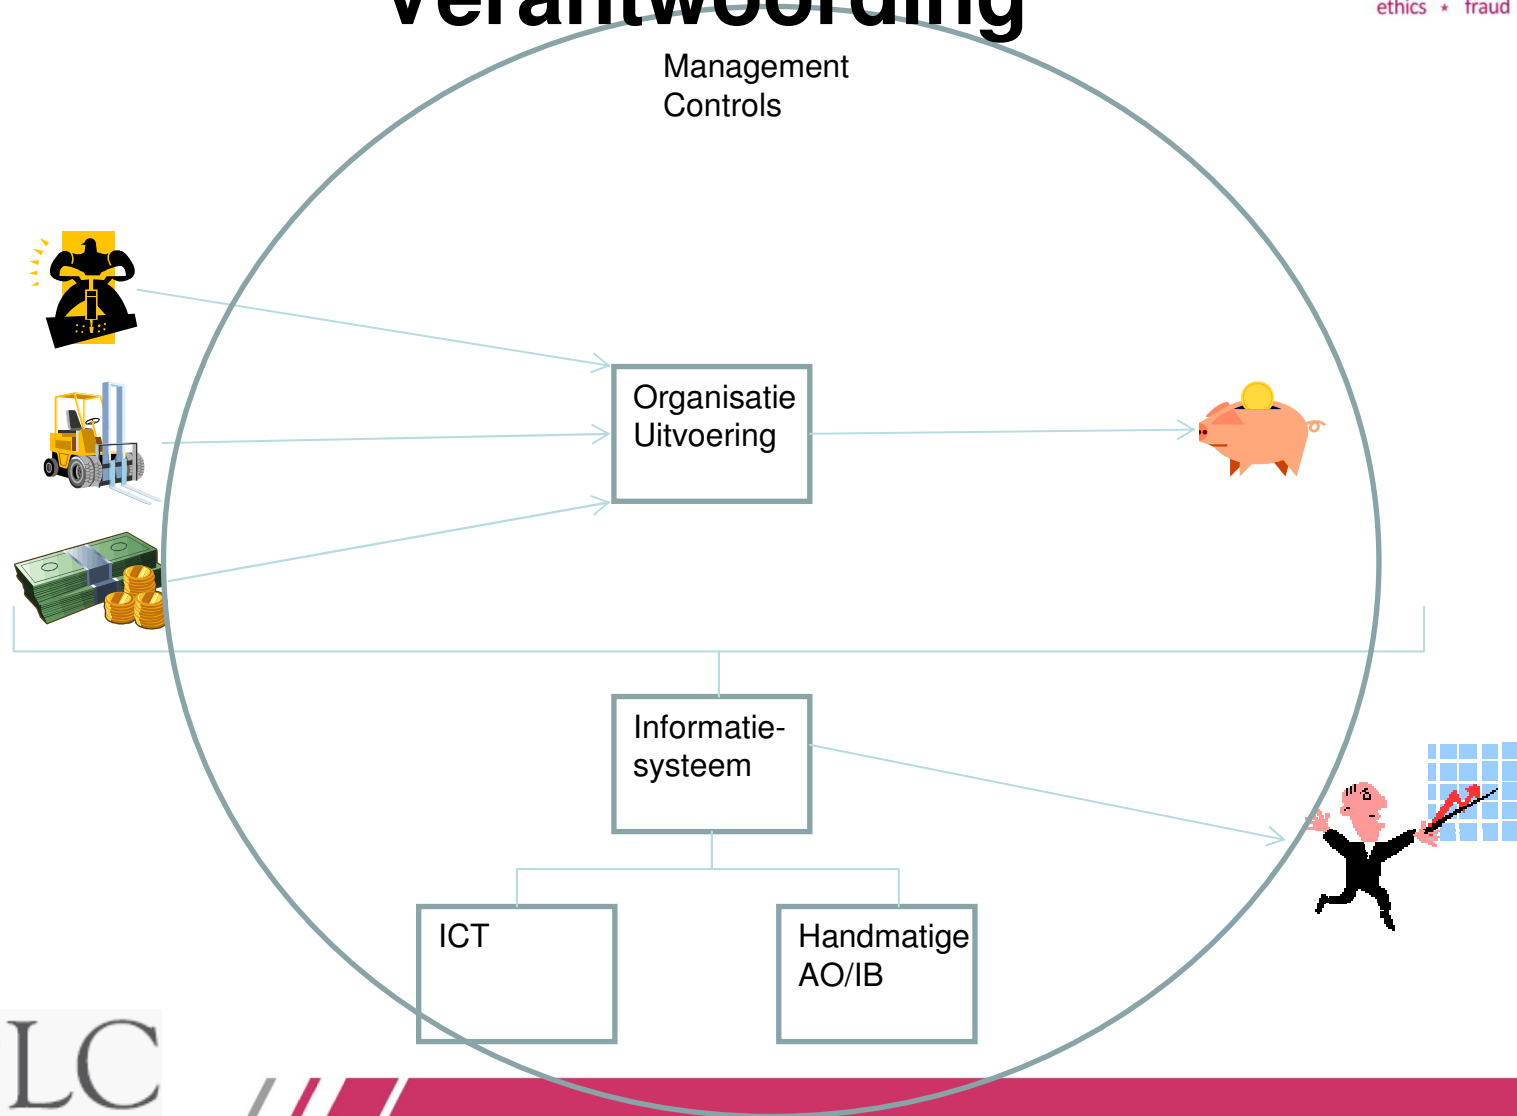 Verantwoording
ethics ★ fraud
Management
Controls
Organisatie
Uitvoering
Informatie-
systeem
ICT
Handmatige
AO/IB
LC